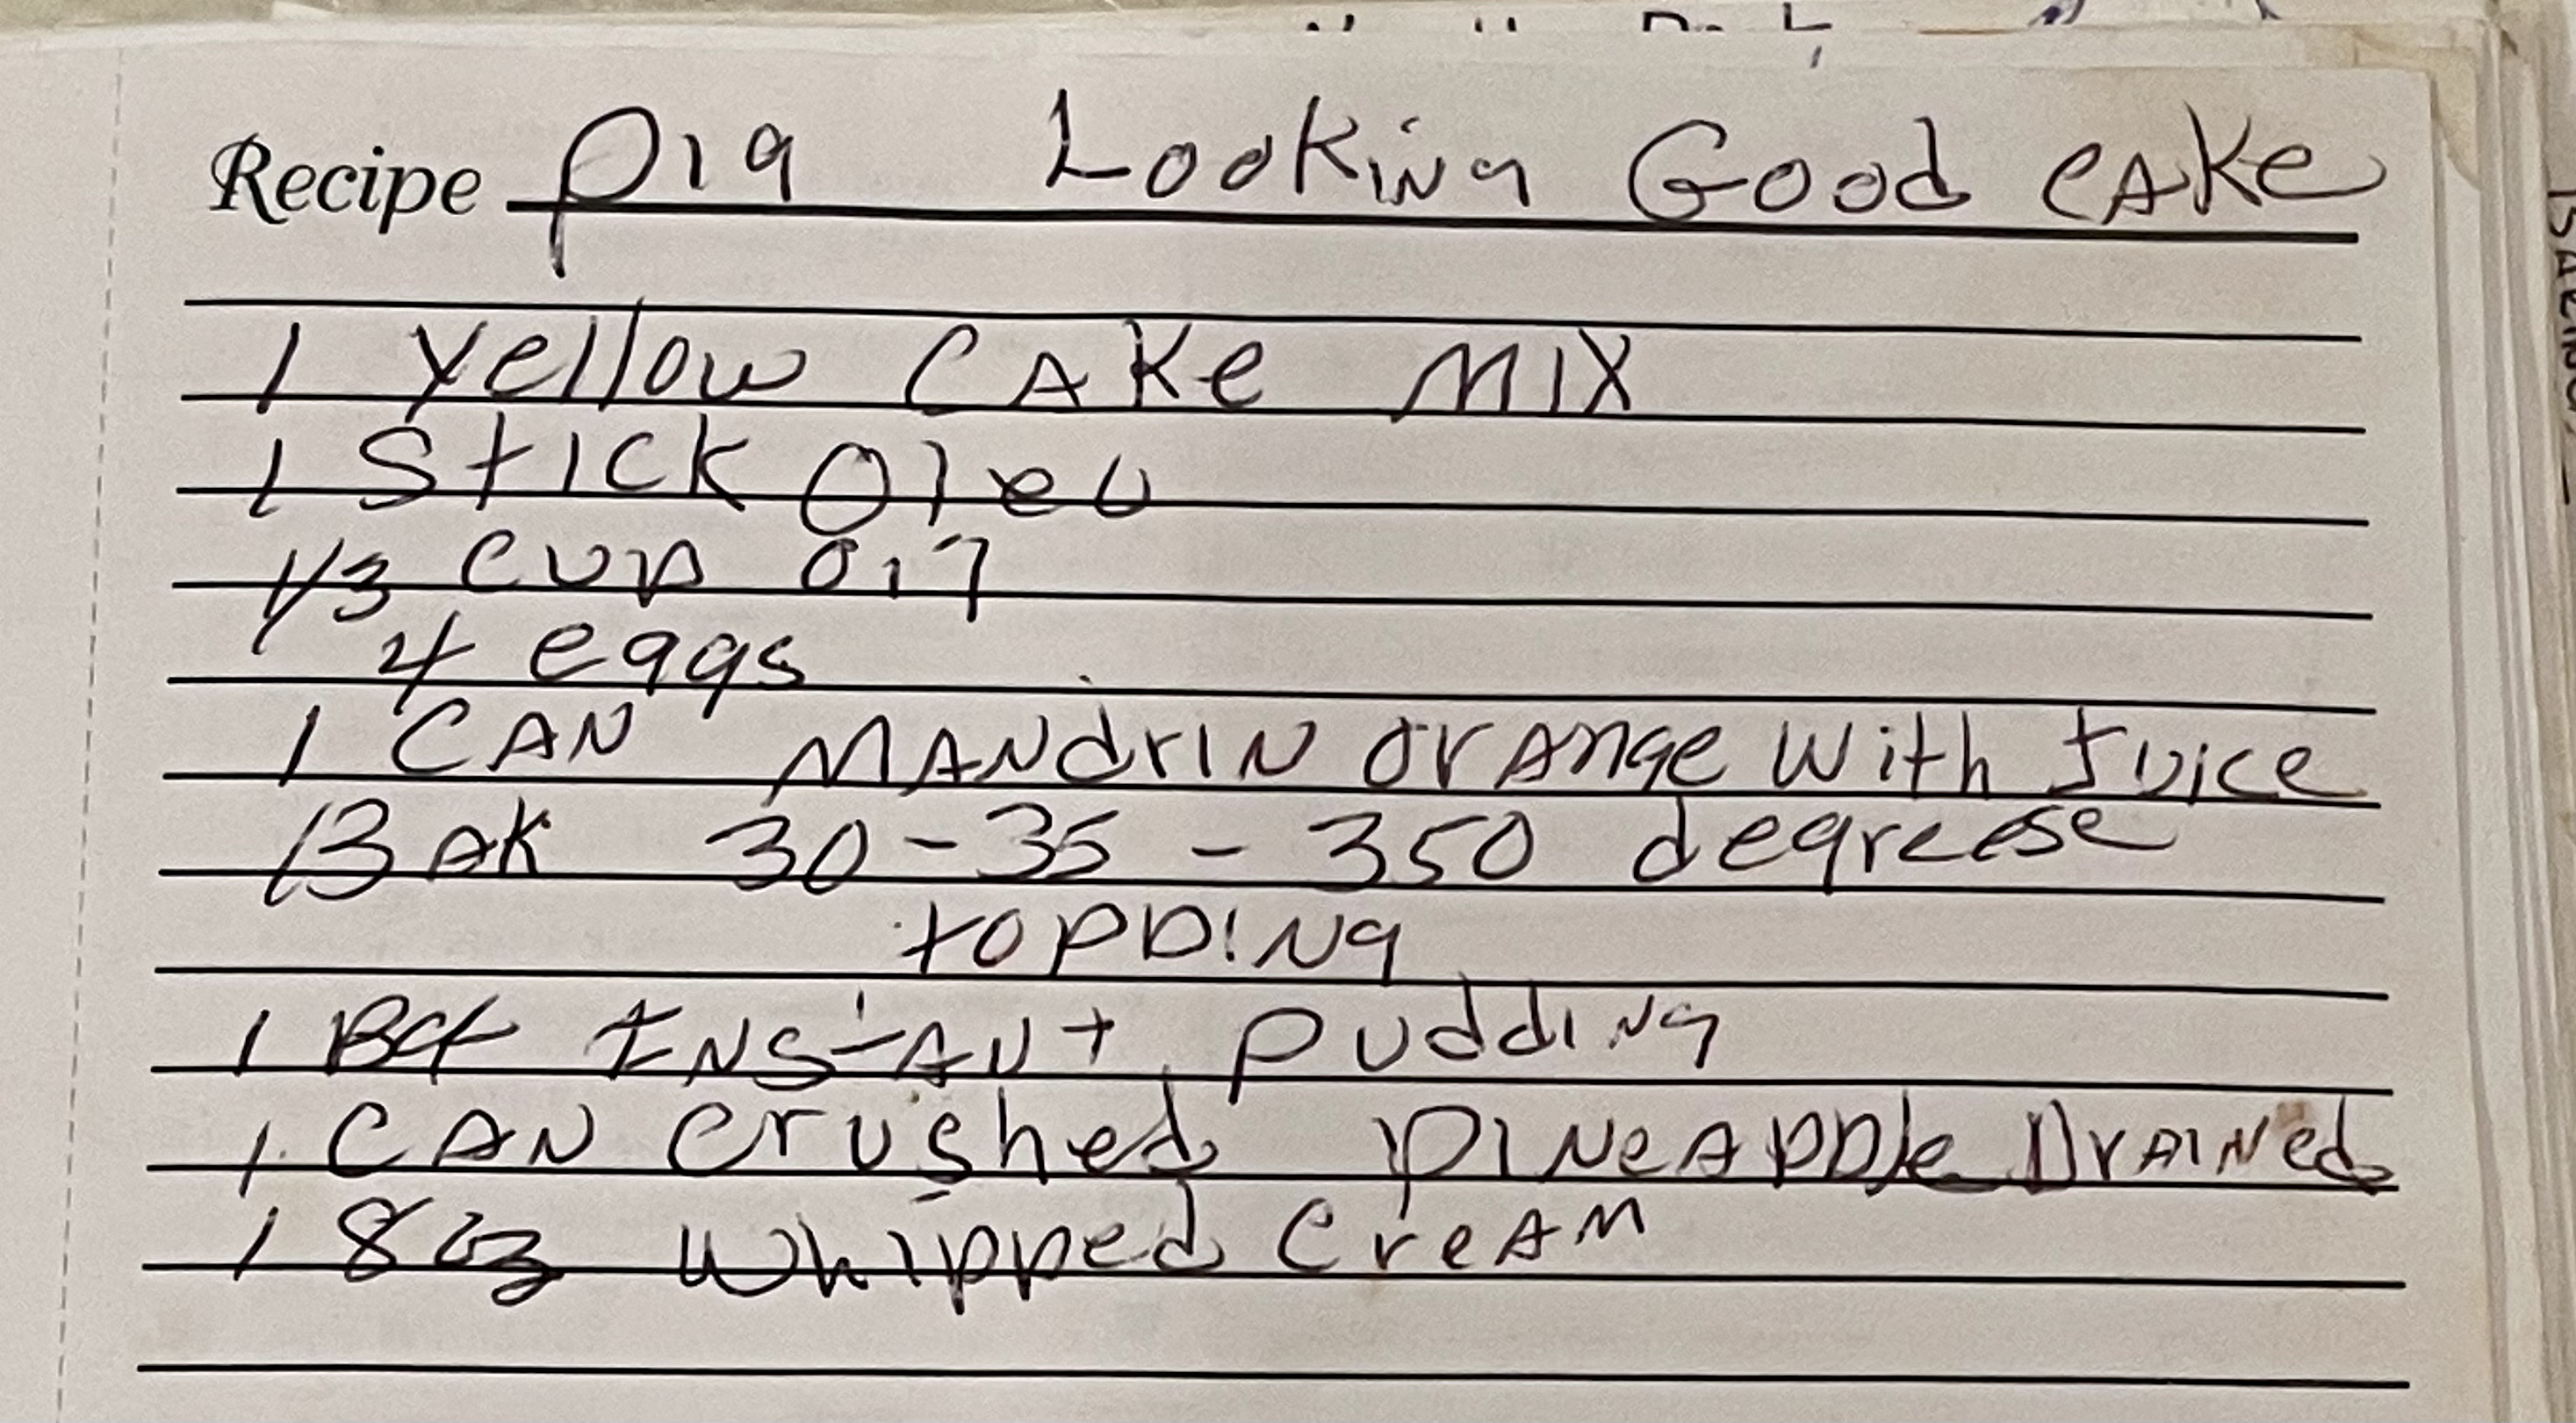 Recipe Pig Looking Good CAKe
1 Yellow CAKe MIX
1 StICK Oleo
1/3 CUP Oil
4 eggs
1 CAN MANdrIN OrANge With Juice
BAK 30-35 - 350 degreese
tOPPING
1 INStANt PUddINg
1 CAN Crushed PINeAPPle DrAINed
1 8oz Whipped CreAM